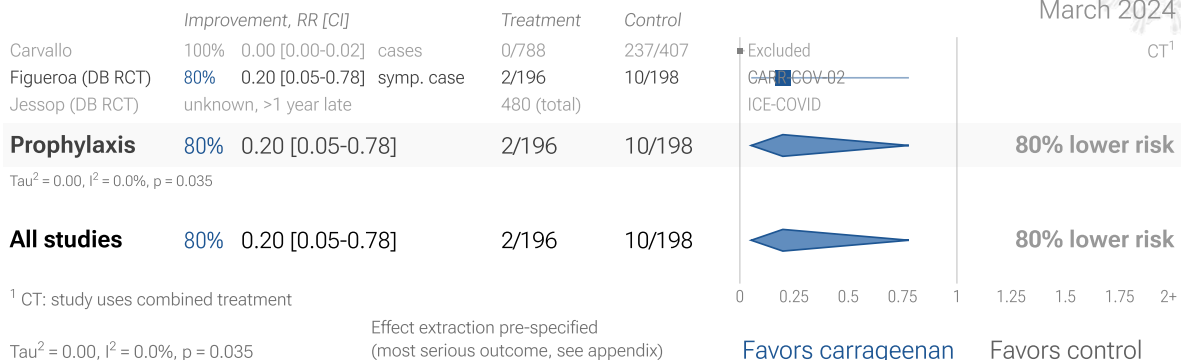 March 2024
Improvement, RR [CI] Treatment Control
Carvallo 100% 0.00 [0.00-0.02] cases 0/788 237/407 Excluded CT1
Figueroa (DB RCT) 80% 0.20 [0.05-0.78] symp. case 2/196 10/198 CARR-COV-02
Jessop (DB RCT) unknown, >1 year late 480 (total) ICE-COVID
Prophylaxis 80% 0.20 [0.05-0.78] 2/196 10/198 80% lower risk
Tau2 = 0.00, I2 = 0.0%, p = 0.035
All studies 80% 0.20 [0.05-0.78] 2/196 10/198 80% lower risk
1 CT: study uses combined treatment
0 0.25 0.5 0.75 1 1.25 1.5 1.75 2+
Effect extraction pre-specified
Tau2 = 0.00, I2 = 0.0%, p = 0.035 (most serious outcome, see appendix) Favors carrageenan Favors control